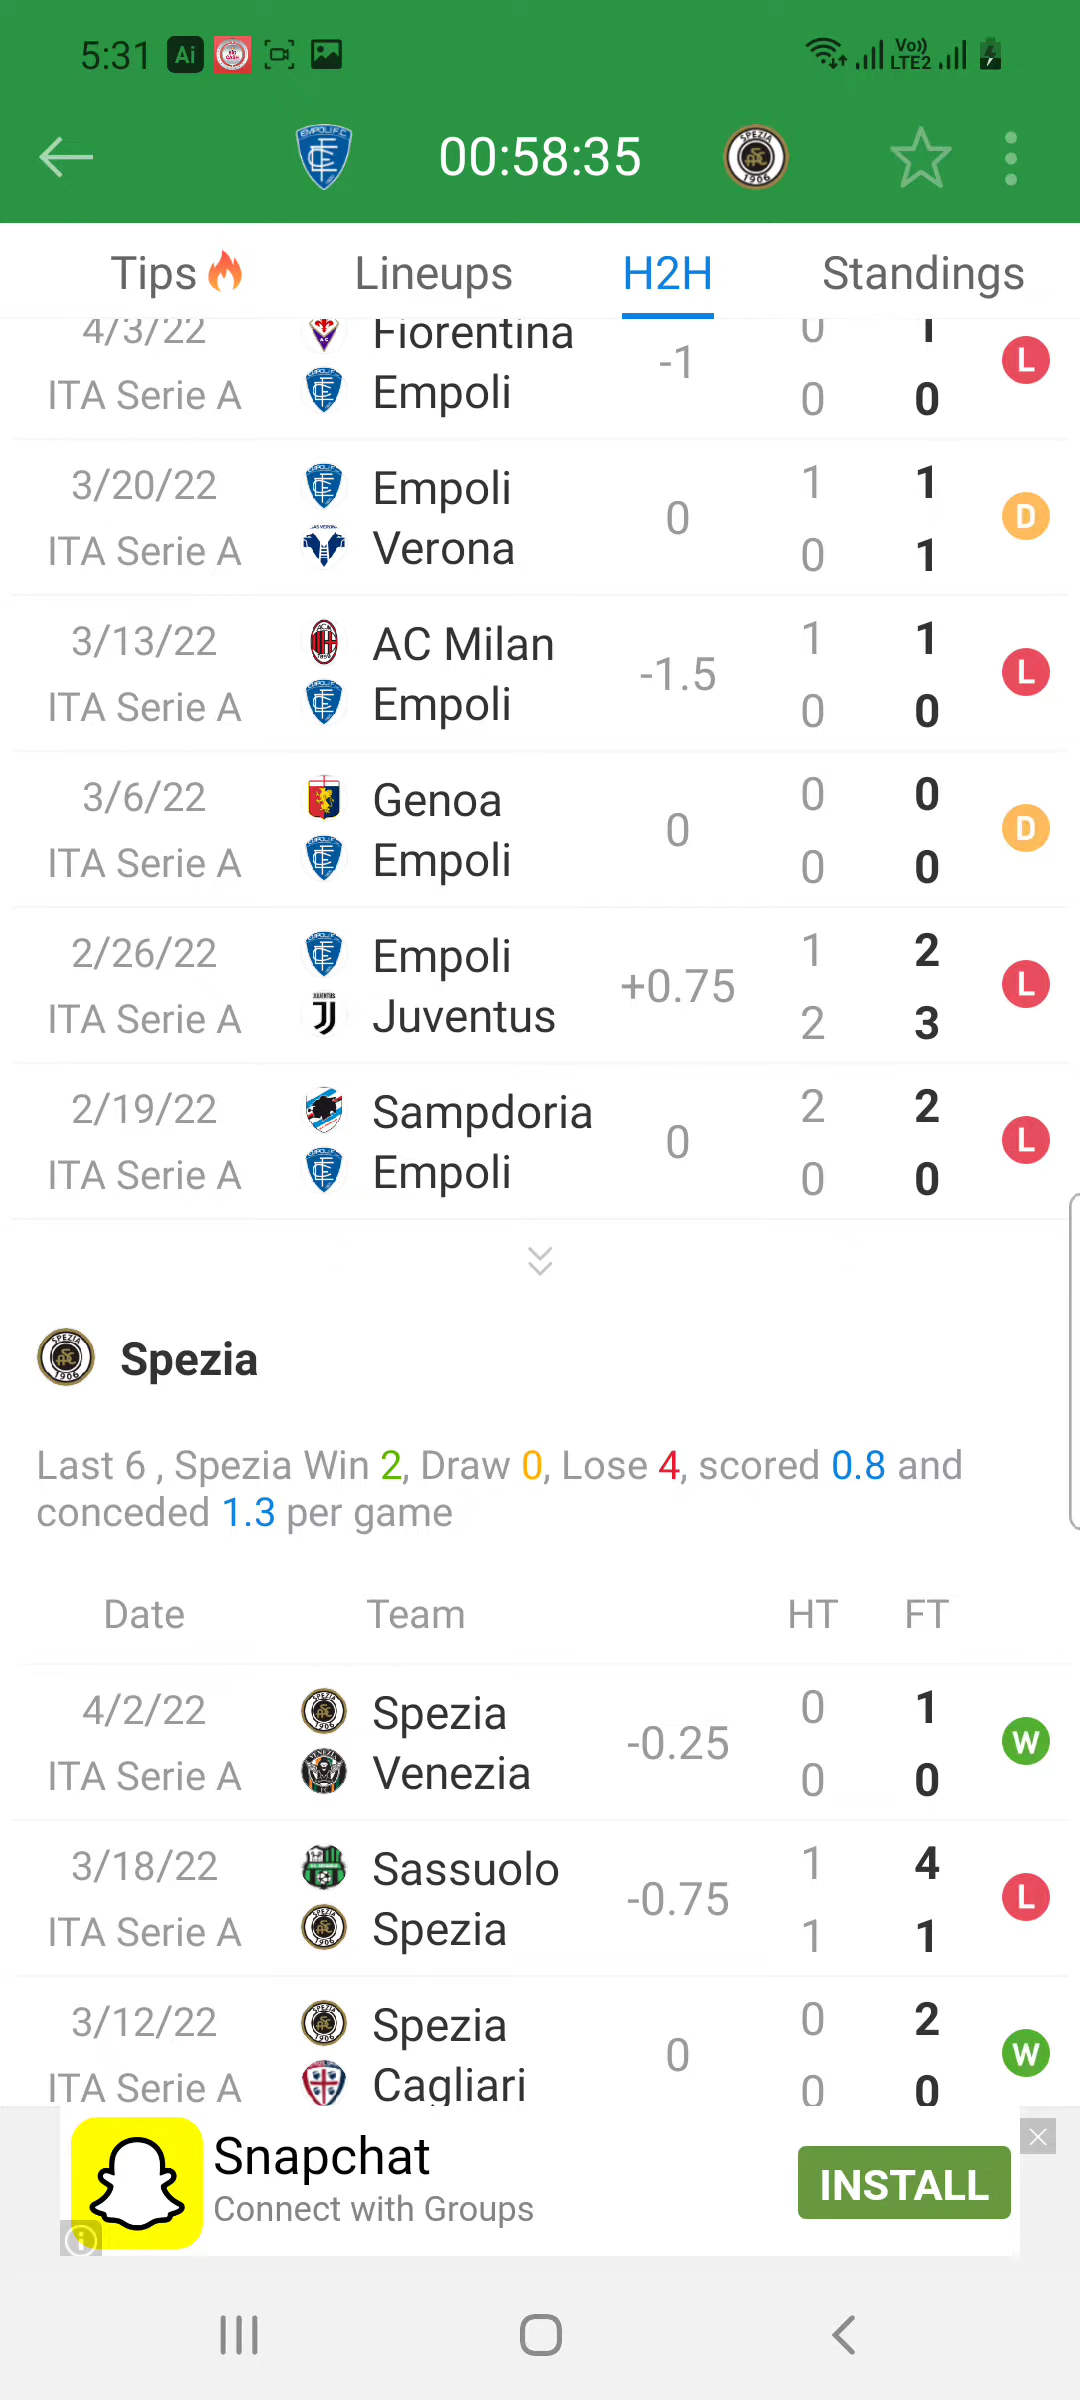 5:31 Ai Vo)) LTE2
00:58:35
Tips Lineups H2H Standings
4/3/22 Fiorentina 0 1
-1 L
ITA Serie A Empoli 0 0
3/20/22 Empoli 1 1
0 D
ITA Serie A Verona 0 1
3/13/22 AC Milan 1 1
-1.5 L
ITA Serie A Empoli 0 0
3/6/22 Genoa 0 0
0 D
ITA Serie A Empoli 0 0
2/26/22 Empoli 1 2
+0.75 L
ITA Serie A Juventus 2 3
2/19/22 Sampdoria 2 2
0 L
ITA Serie A Empoli 0 0
Spezia
Last 6 , Spezia Win 2, Draw 0, Lose 4, scored 0.8 and
conceded 1.3 per game
Date Team HT FT
4/2/22 Spezia 0 1
-0.25 W
ITA Serie A Venezia 0 0
3/18/22 Sassuolo 1 4
-0.75 L
ITA Serie A Spezia 1 1
3/12/22 Spezia 0 2
0 W
ITA Serie A Cagliari 0 0
Snapchat
Connect with Groups
INSTALL